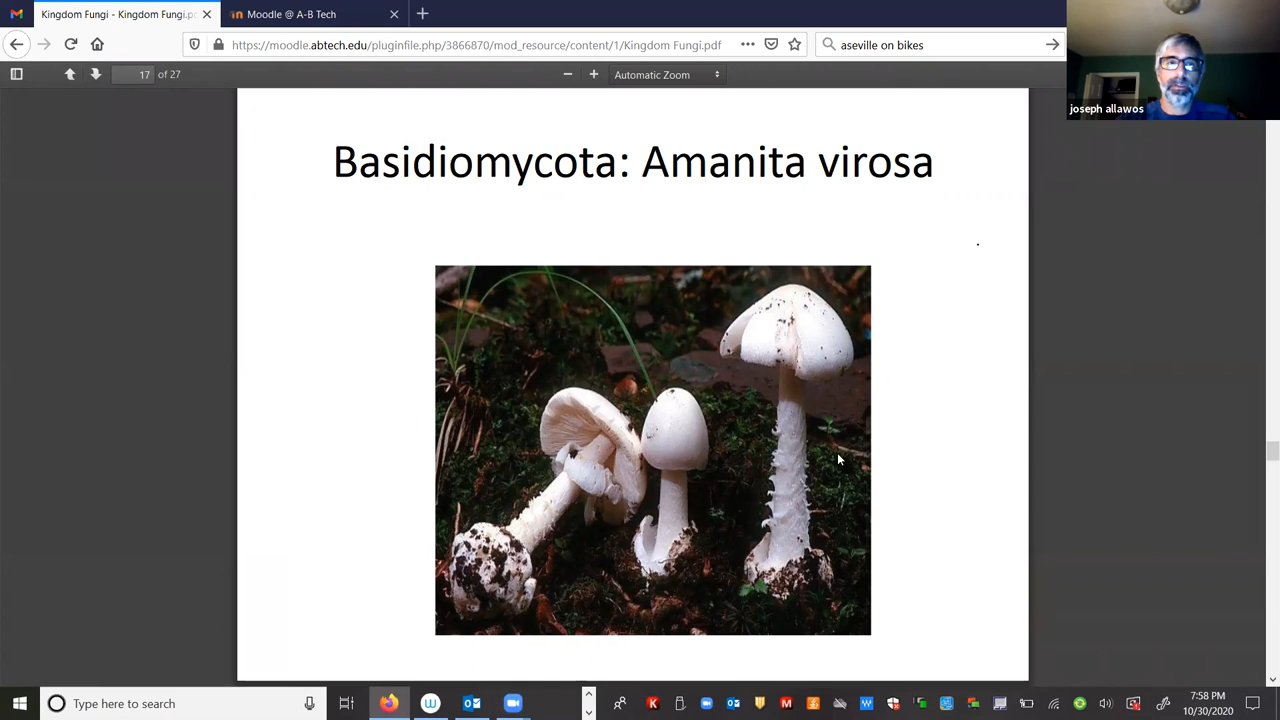 Kingdom Fungi - Kingdom Fungi.p
Moodle @ A-B Tech
https://moodle.abtech.edu/pluginfile.php/3866870/mod_resource/content/1/Kingdom Fungi.pdf
aseville on bikes
17 of 27
Automatic Zoom
joseph allawos
Basidiomycota: Amanita virosa
Type here to search
7:58 PM
10/30/2020